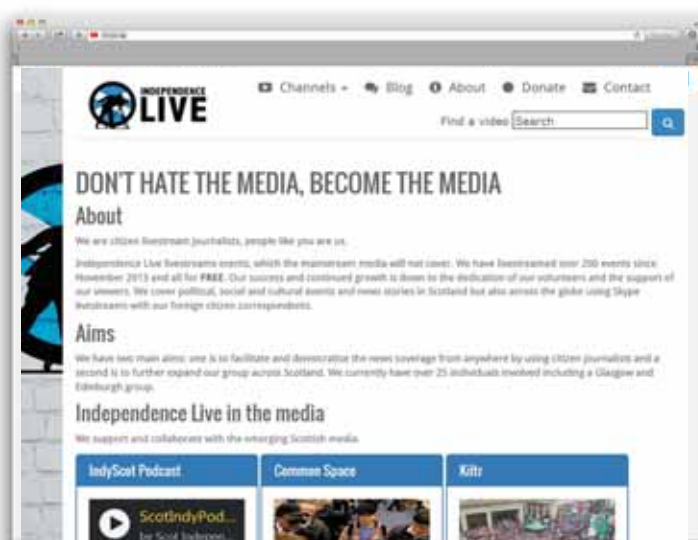 INDEPENDENCE
LIVE
Channels
Blog
About
Donate
Contact
Find a video
Search
DON'T HATE THE MEDIA, BECOME THE MEDIA
About
We are citizen livestream journalists, people like you are us.
Independence Live livestreams events, which the mainstream media will not cover. We have livestreamed over 200 events since
November 2013 and all for FREE. Our success and continued growth is down to the dedication of our volunteers and the support of
our viewers. We cover political, social and cultural events and news stories in Scotland but also across the globe using Skype
livestreams with our foreign citizen correspondents.
Aims
We have two main aims: one is to facilitate and democratise the news coverage from anywhere by using citizen journalists and a
second is to further expand our group across Scotland. We currently have over 25 individuals involved including a Glasgow and
Edinburgh group.
Independence Live in the media
We support and collaborate with the emerging Scottish media.
IndyScot Podcast
Common Space
Kiltr
ScotIndyPod...
by Scot Indepen...